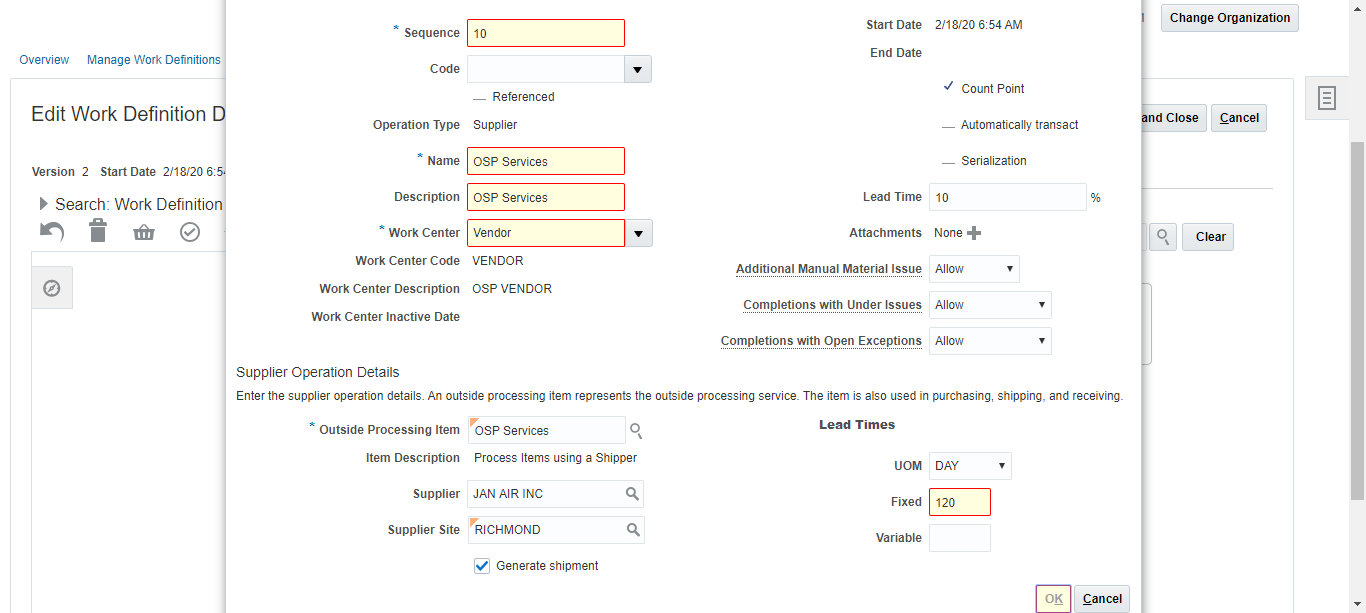 Change Organization
Overview Manage Work Definitions
Edit Work Definition D
and Close Cancel
Version 2 Start Date 2/18/20 6:54
Search: Work Definition
Clear
* Sequence 10
Code
Referenced
Operation Type Supplier
* Name OSP Services
Description OSP Services
* Work Center Vendor
Work Center Code VENDOR
Work Center Description OSP VENDOR
Work Center Inactive Date
Start Date 2/18/20 6:54 AM
End Date
Count Point
Automatically transact
Serialization
Lead Time 10 %
Attachments None
Additional Manual Material Issue Allow
Completions with Under Issues Allow
Completions with Open Exceptions Allow
Supplier Operation Details
Enter the supplier operation details. An outside processing item represents the outside processing service. The item is also used in purchasing, shipping, and receiving.
* Outside Processing Item OSP Services
Item Description Process Items using a Shipper
Supplier JAN AIR INC
Supplier Site RICHMOND
Generate shipment
Lead Times
UOM DAY
Fixed 120
Variable
OK Cancel